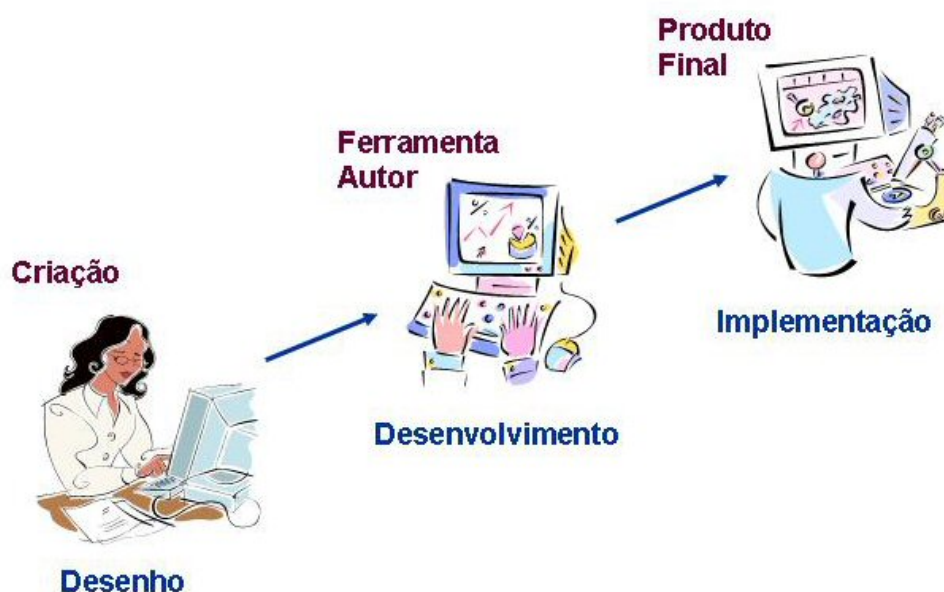 Produto
Final
Ferramenta
Autor
Criação
Implementação
Desenvolvimento
Desenho